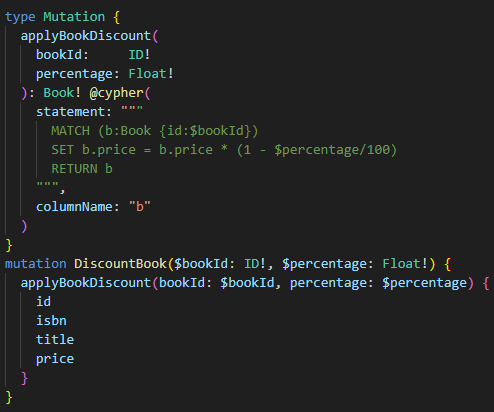 type Mutation {
  applyBookDiscount(
    bookId:     ID!
    percentage: Float!
  ): Book! @cypher(
    statement: """
      MATCH (b:Book {id:$bookId})
      SET b.price = b.price * (1 - $percentage/100)
      RETURN b
    """,
    columnName: "b"
  )
}
mutation DiscountBook($bookId: ID!, $percentage: Float!) {
  applyBookDiscount(bookId: $bookId, percentage: $percentage) {
    id
    isbn
    title
    price
  }
}